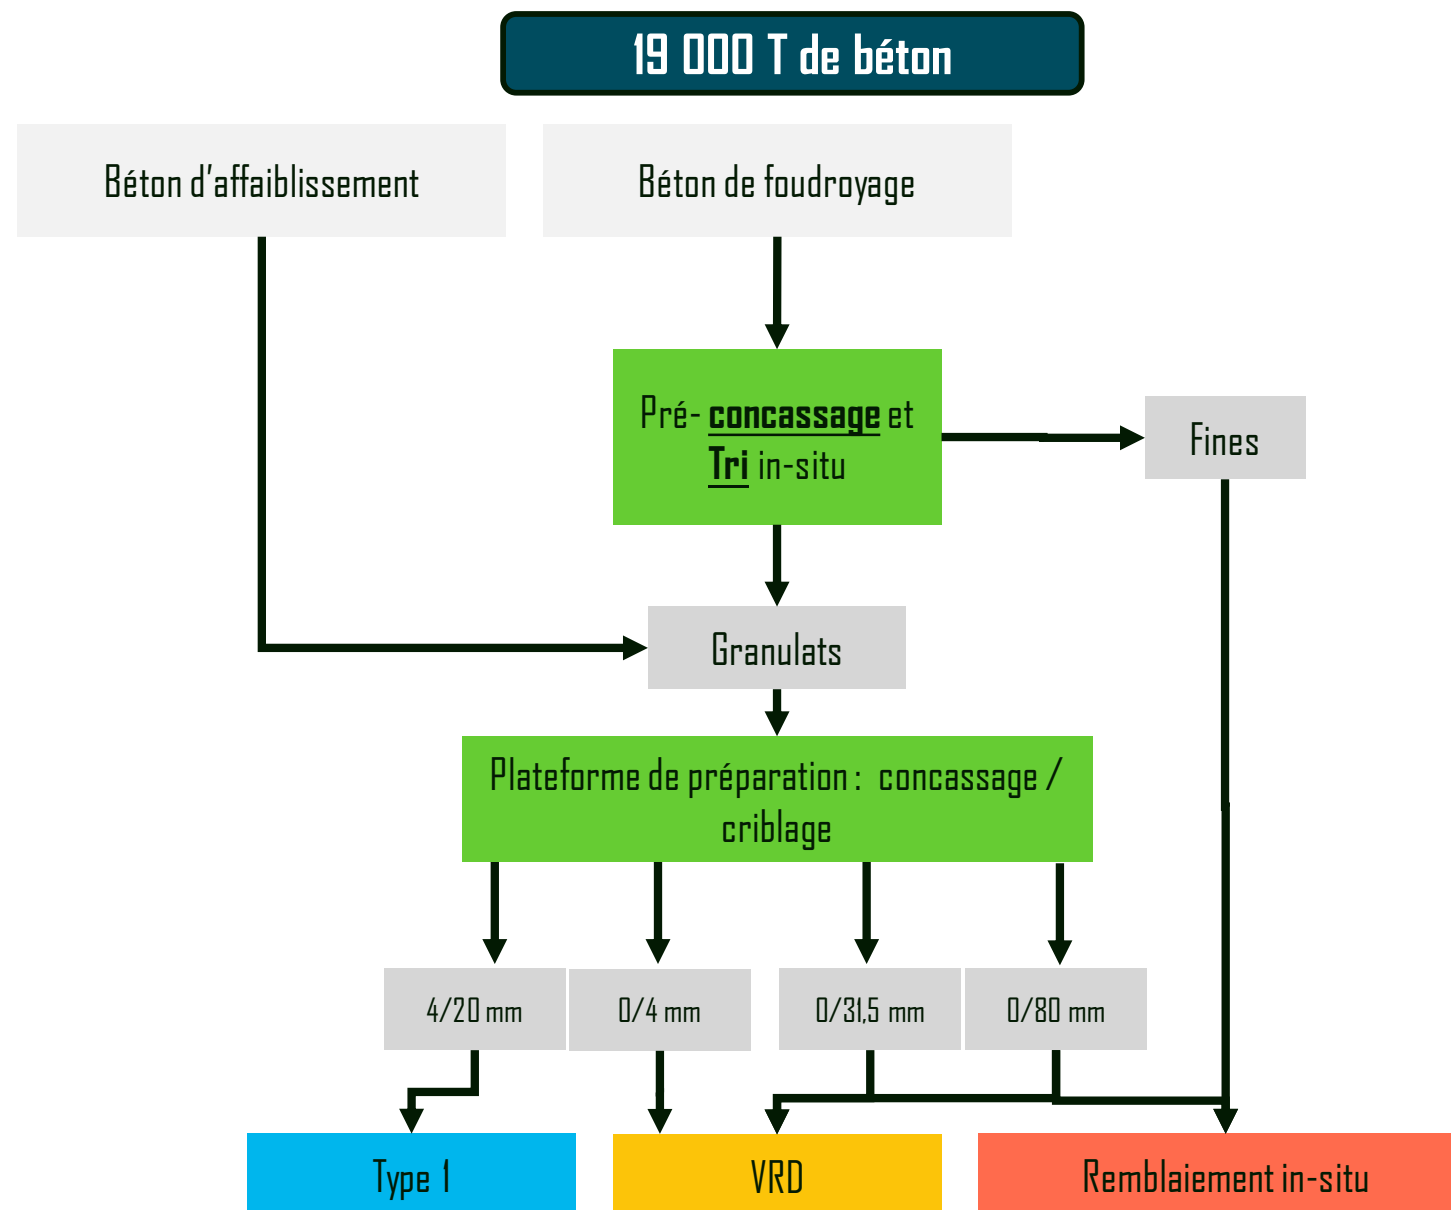 19 000 T de béton
Béton d'affaiblissement
Béton de foudroyage
Pré- concassage et
Tri in-situ
Fines
Granulats
Plateforme de préparation : concassage /
criblage
4/20 mm
0/4 mm
0/31,5 mm
0/80 mm
Type 1
VRD
Remblaiement in-situ